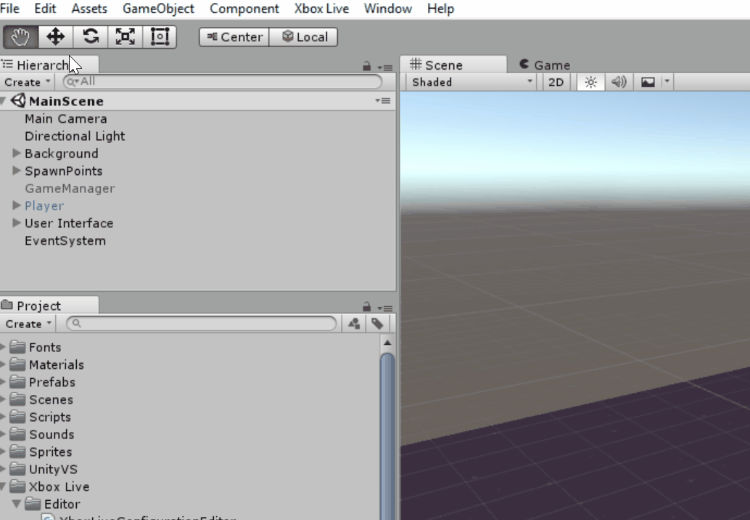 File Edit Assets GameObject Component Xbox Live Window Help
Center Local
Hierarchy Scene Game
Create All Shaded 2D
MainScene
Main Camera
Directional Light
Background
SpawnPoints
GameManager
Player
User Interface
EventSystem
Project
Create
Fonts
Materials
Prefabs
Scenes
Scripts
Sounds
Sprites
UnityVS
Xbox Live
Editor
XboxLiveConfigurationEditor